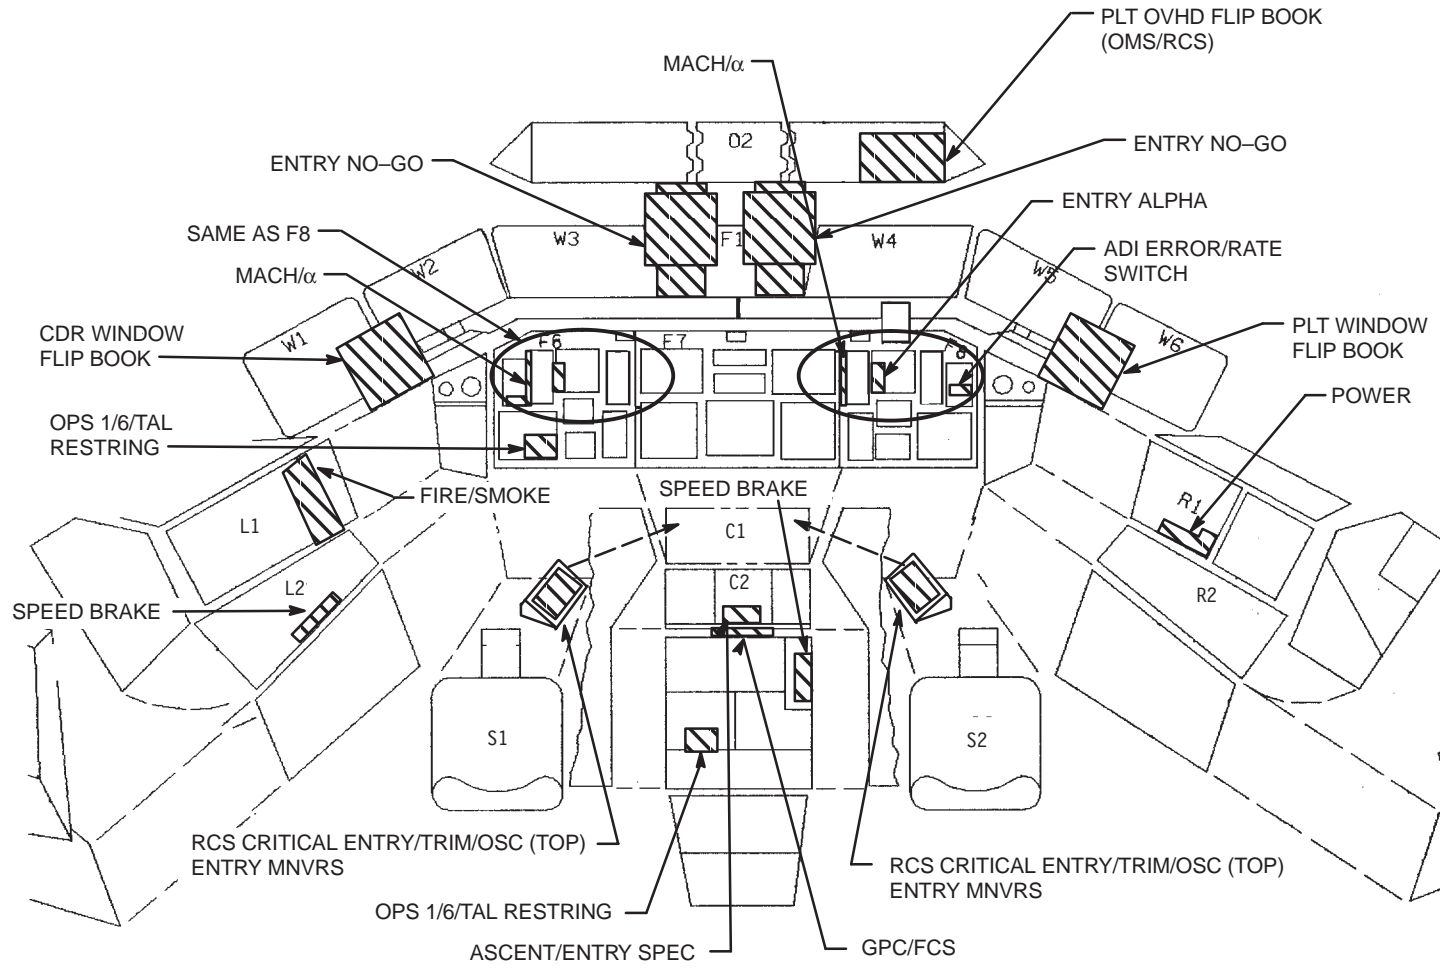 PLT OVHD FLIP BOOK
(OMS/RCS)
MACH/α
O2
ENTRY NO–GO
ENTRY NO–GO
ENTRY ALPHA
SAME AS F8
W3
F1
W4
ADI ERROR/RATE
SWITCH
MACH/α
W2
W5
CDR WINDOW
FLIP BOOK
W1
F6
F7
F8
W6
PLT WINDOW
FLIP BOOK
POWER
OPS 1/6/TAL
RESTRING
FIRE/SMOKE
SPEED BRAKE
L1
C1
R1
C2
L2
R2
SPEED BRAKE
S1
S2
RCS CRITICAL ENTRY/TRIM/OSC (TOP)
ENTRY MNVRS
RCS CRITICAL ENTRY/TRIM/OSC (TOP)
ENTRY MNVRS
OPS 1/6/TAL RESTRING
ASCENT/ENTRY SPEC
GPC/FCS